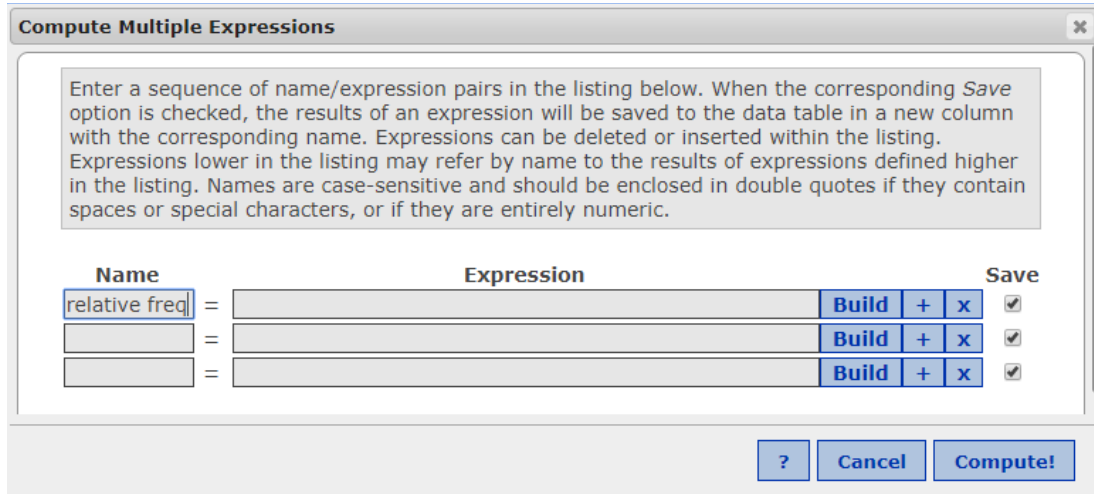 Compute Multiple Expressions
Enter a sequence of name/expression pairs in the listing below. When the corresponding Save
option is checked, the results of an expression will be saved to the data table in a new column
with the corresponding name. Expressions can be deleted or inserted within the listing.
Expressions lower in the listing may refer by name to the results of expressions defined higher
in the listing. Names are case-sensitive and should be enclosed in double quotes if they contain
spaces or special characters, or if they are entirely numeric.
Name Expression Save
relative freq = Build + x
= Build + x
= Build + x
? Cancel Compute!